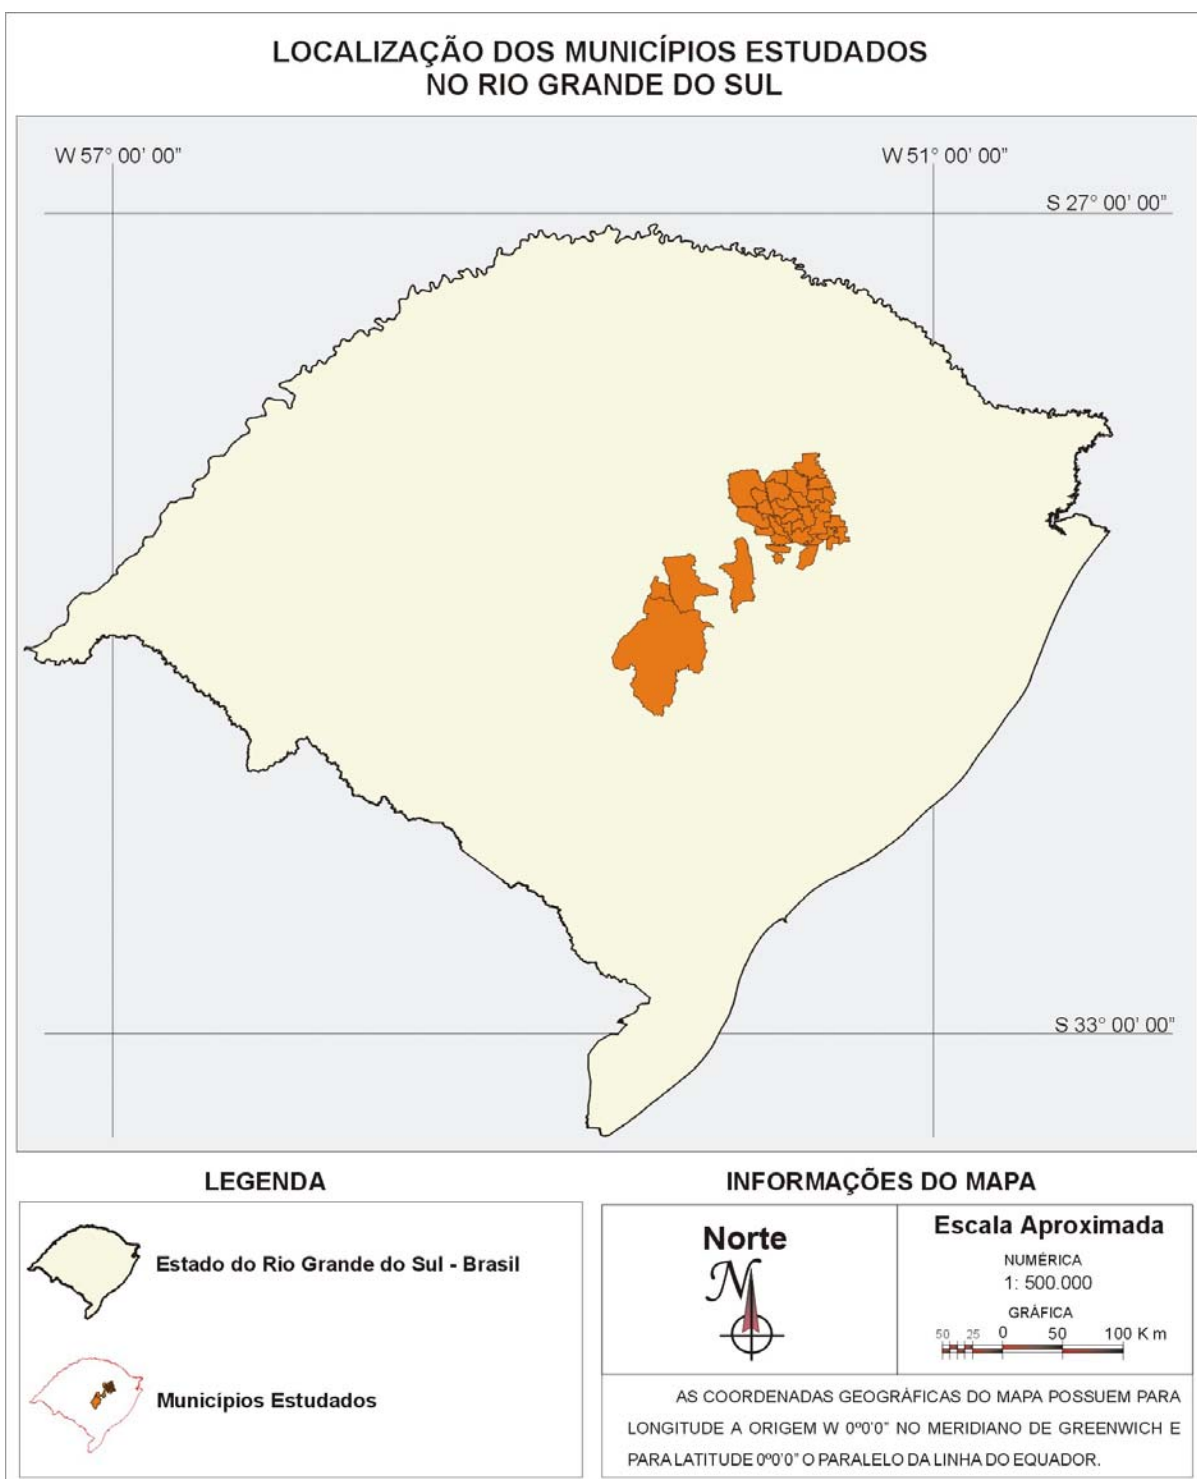 LOCALIZAÇÃO DOS MUNICÍPIOS ESTUDADOS
NO RIO GRANDE DO SUL
W 57° 00' 00"
W 51° 00' 00"
S 27° 00' 00"
S 33° 00' 00"
LEGENDA
Estado do Rio Grande do Sul - Brasil
Municípios Estudados
INFORMAÇÕES DO MAPA
Norte
N
Escala Aproximada
NUMÉRICA
1: 500.000
GRÁFICA
50 25 0 50 100 K m
AS COORDENADAS GEOGRÁFICAS DO MAPA POSSUEM PARA
LONGITUDE A ORIGEM W 0º0'0" NO MERIDIANO DE GREENWICH E
PARA LATITUDE 0º0'0" O PARALELO DA LINHA DO EQUADOR.